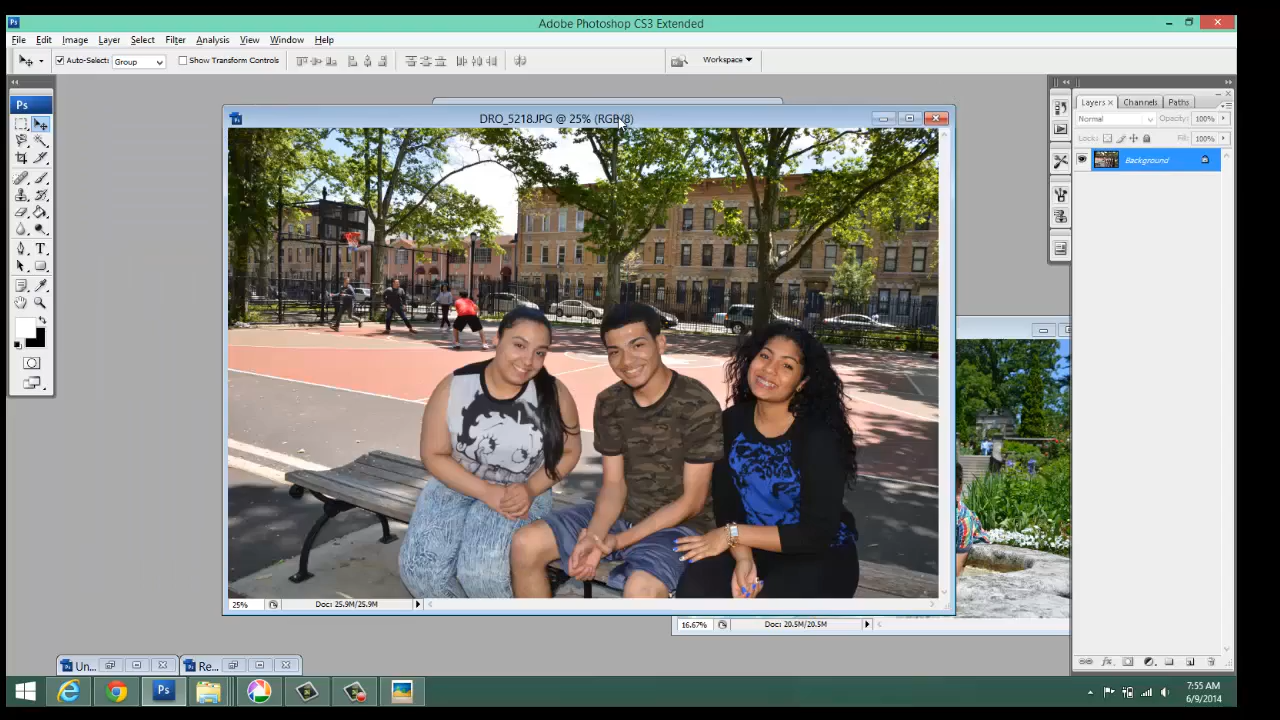 Adobe Photoshop CS3 Extended
File Edit Image Layer Select Filter Analysis View Window Help
Auto-Select: Group Show Transform Controls Workspace
Ps
DRO_5218.JPG @ 25% (RGB/8)
Layers Channels Paths
Normal Opacity: 100%
Lock: Fill: 100%
Background
25% Doc: 25.9M/25.9M
16.67% Doc: 20.5M/20.5M
Un... Re...
7:55 AM
6/9/2014